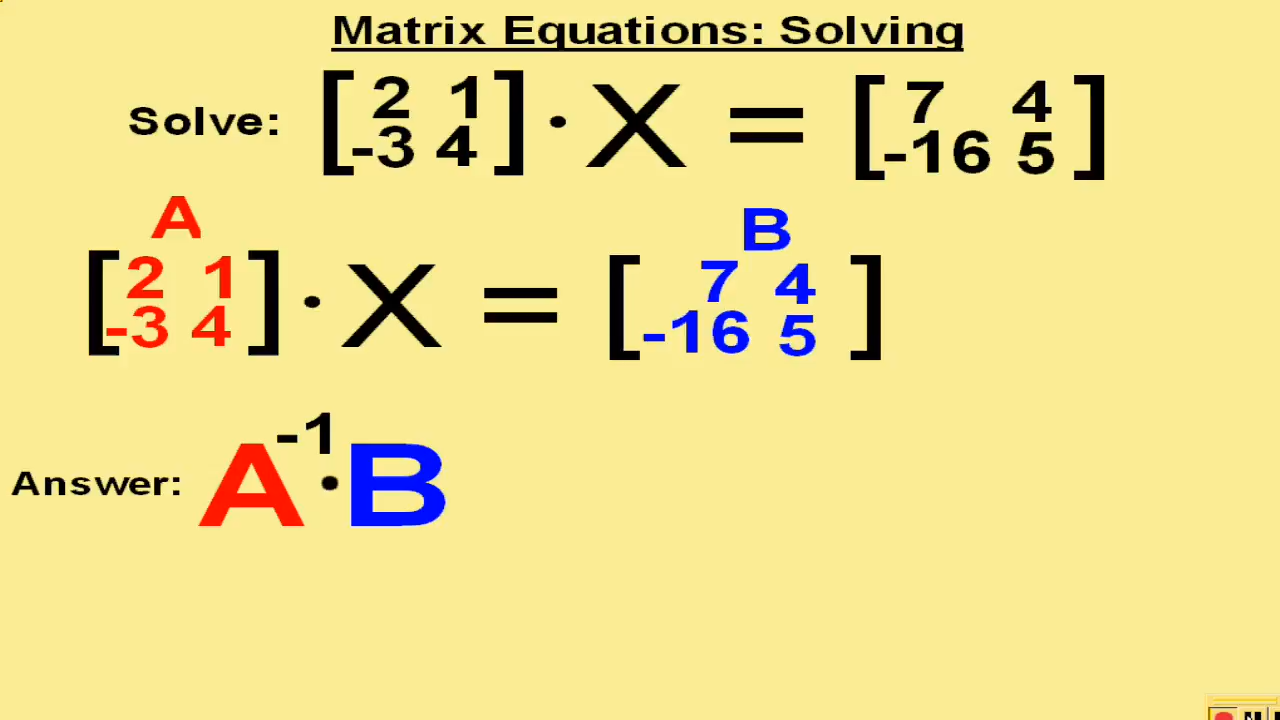 Matrix Equations: Solving
Solve: [2 1 -3 4] · X = [7 4 -16 5]
A B
[2 1 -3 4] · X = [7 4 -16 5]
Answer: A-1 · B